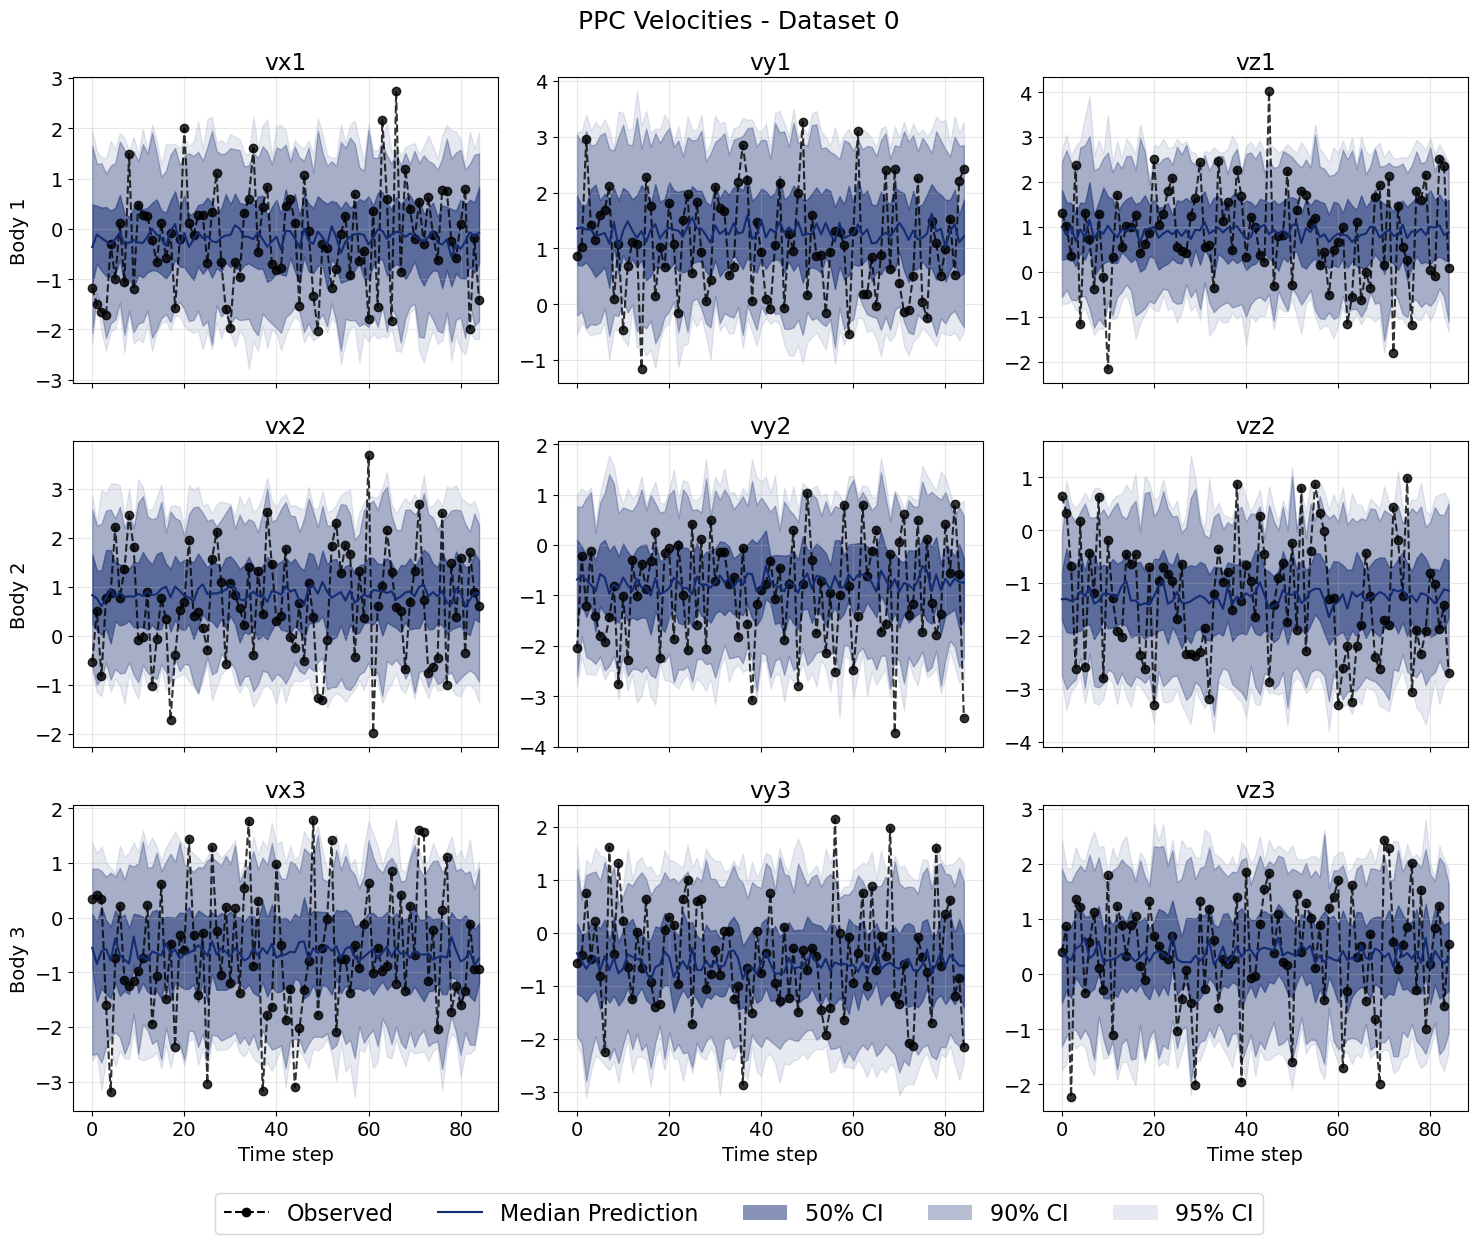 PPC Velocities - Dataset 0
vx1
vy1
vz1
Body 1
3
2
1
0
−1
−2
−3
4
3
2
1
0
−1
4
3
2
1
0
−1
−2
vx2
vy2
vz2
Body 2
3
2
1
0
−1
−2
2
1
0
−1
−2
−3
−4
1
0
−1
−2
−3
−4
vx3
vy3
vz3
Body 3
2
1
0
−1
−2
−3
2
1
0
−1
−2
−3
3
2
1
0
−1
−2
0 20 40 60 80
0 20 40 60 80
0 20 40 60 80
Time step
Time step
Time step
Observed Median Prediction 50% CI 90% CI 95% CI